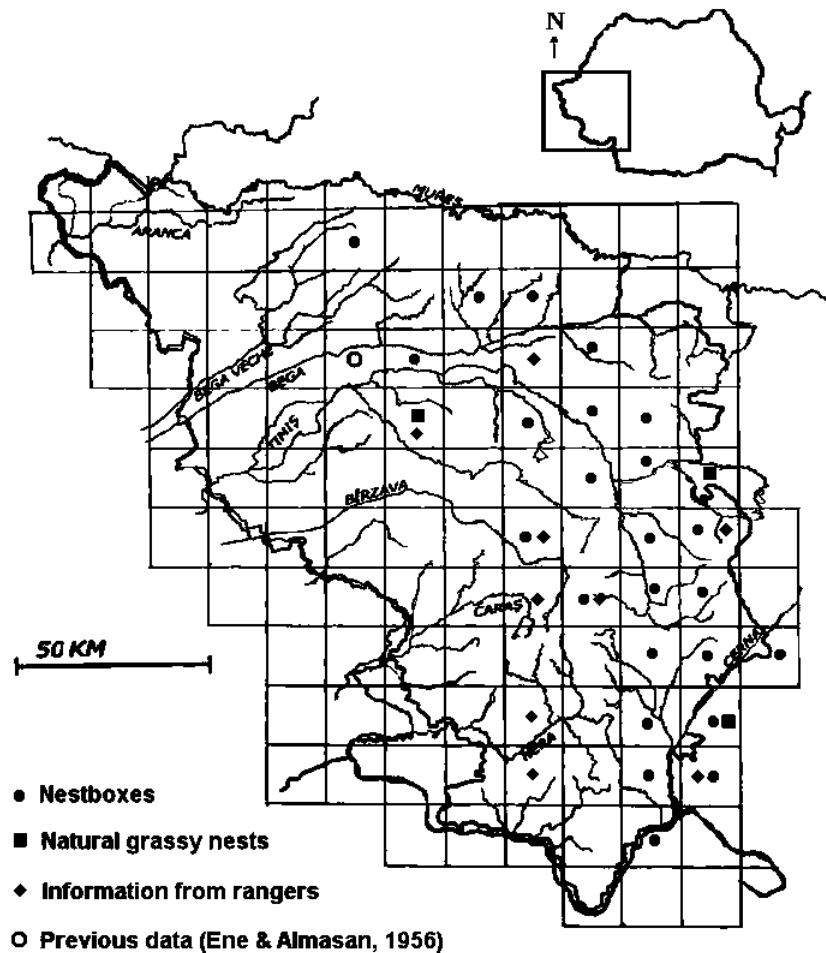 N
MUREȘ
ARANCA
BEGA VECHE
BEGA
TIMIȘ
BÎRZAVA
CARAȘ
CERNA
50 KM
NERA
Nestboxes
Natural grassy nests
Information from rangers
Previous data (Ene & Almasan, 1956)